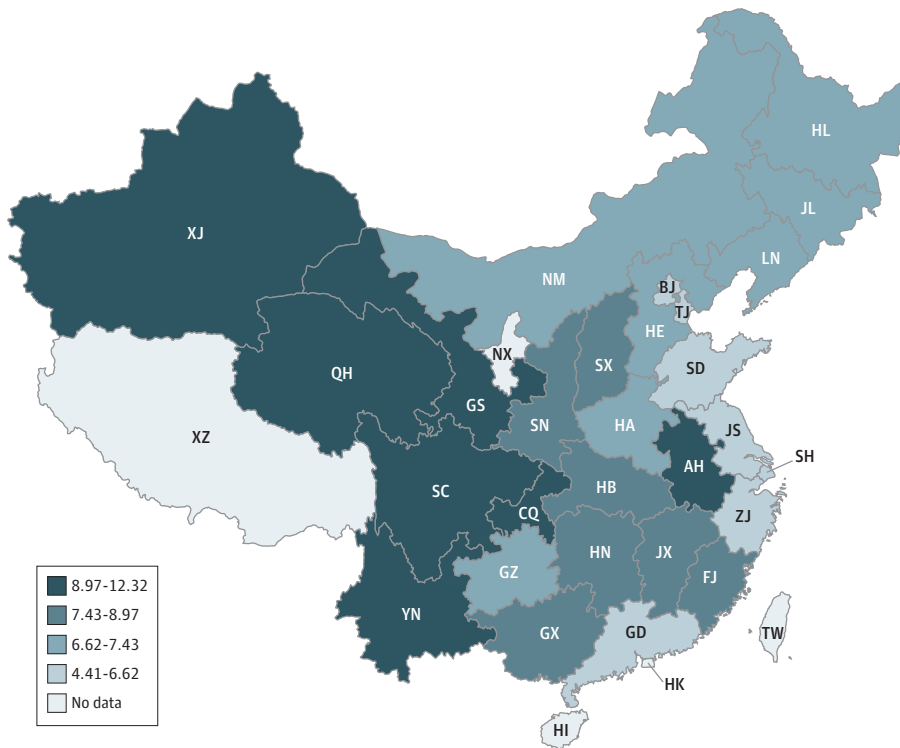 HL
XJ
JL
LN
NM
BJ
TJ
HE
NX
SX
SD
QH
GS
SN
HA
JS
XZ
SH
AH
SC
HB
CQ
ZJ
HN
JX
GZ
FJ
YN
GX
GD
TW
HK
HI
8.97-12.32
7.43-8.97
6.62-7.43
4.41-6.62
No data